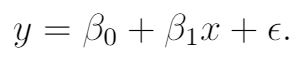 y = β₀ + β₁x + ϵ.